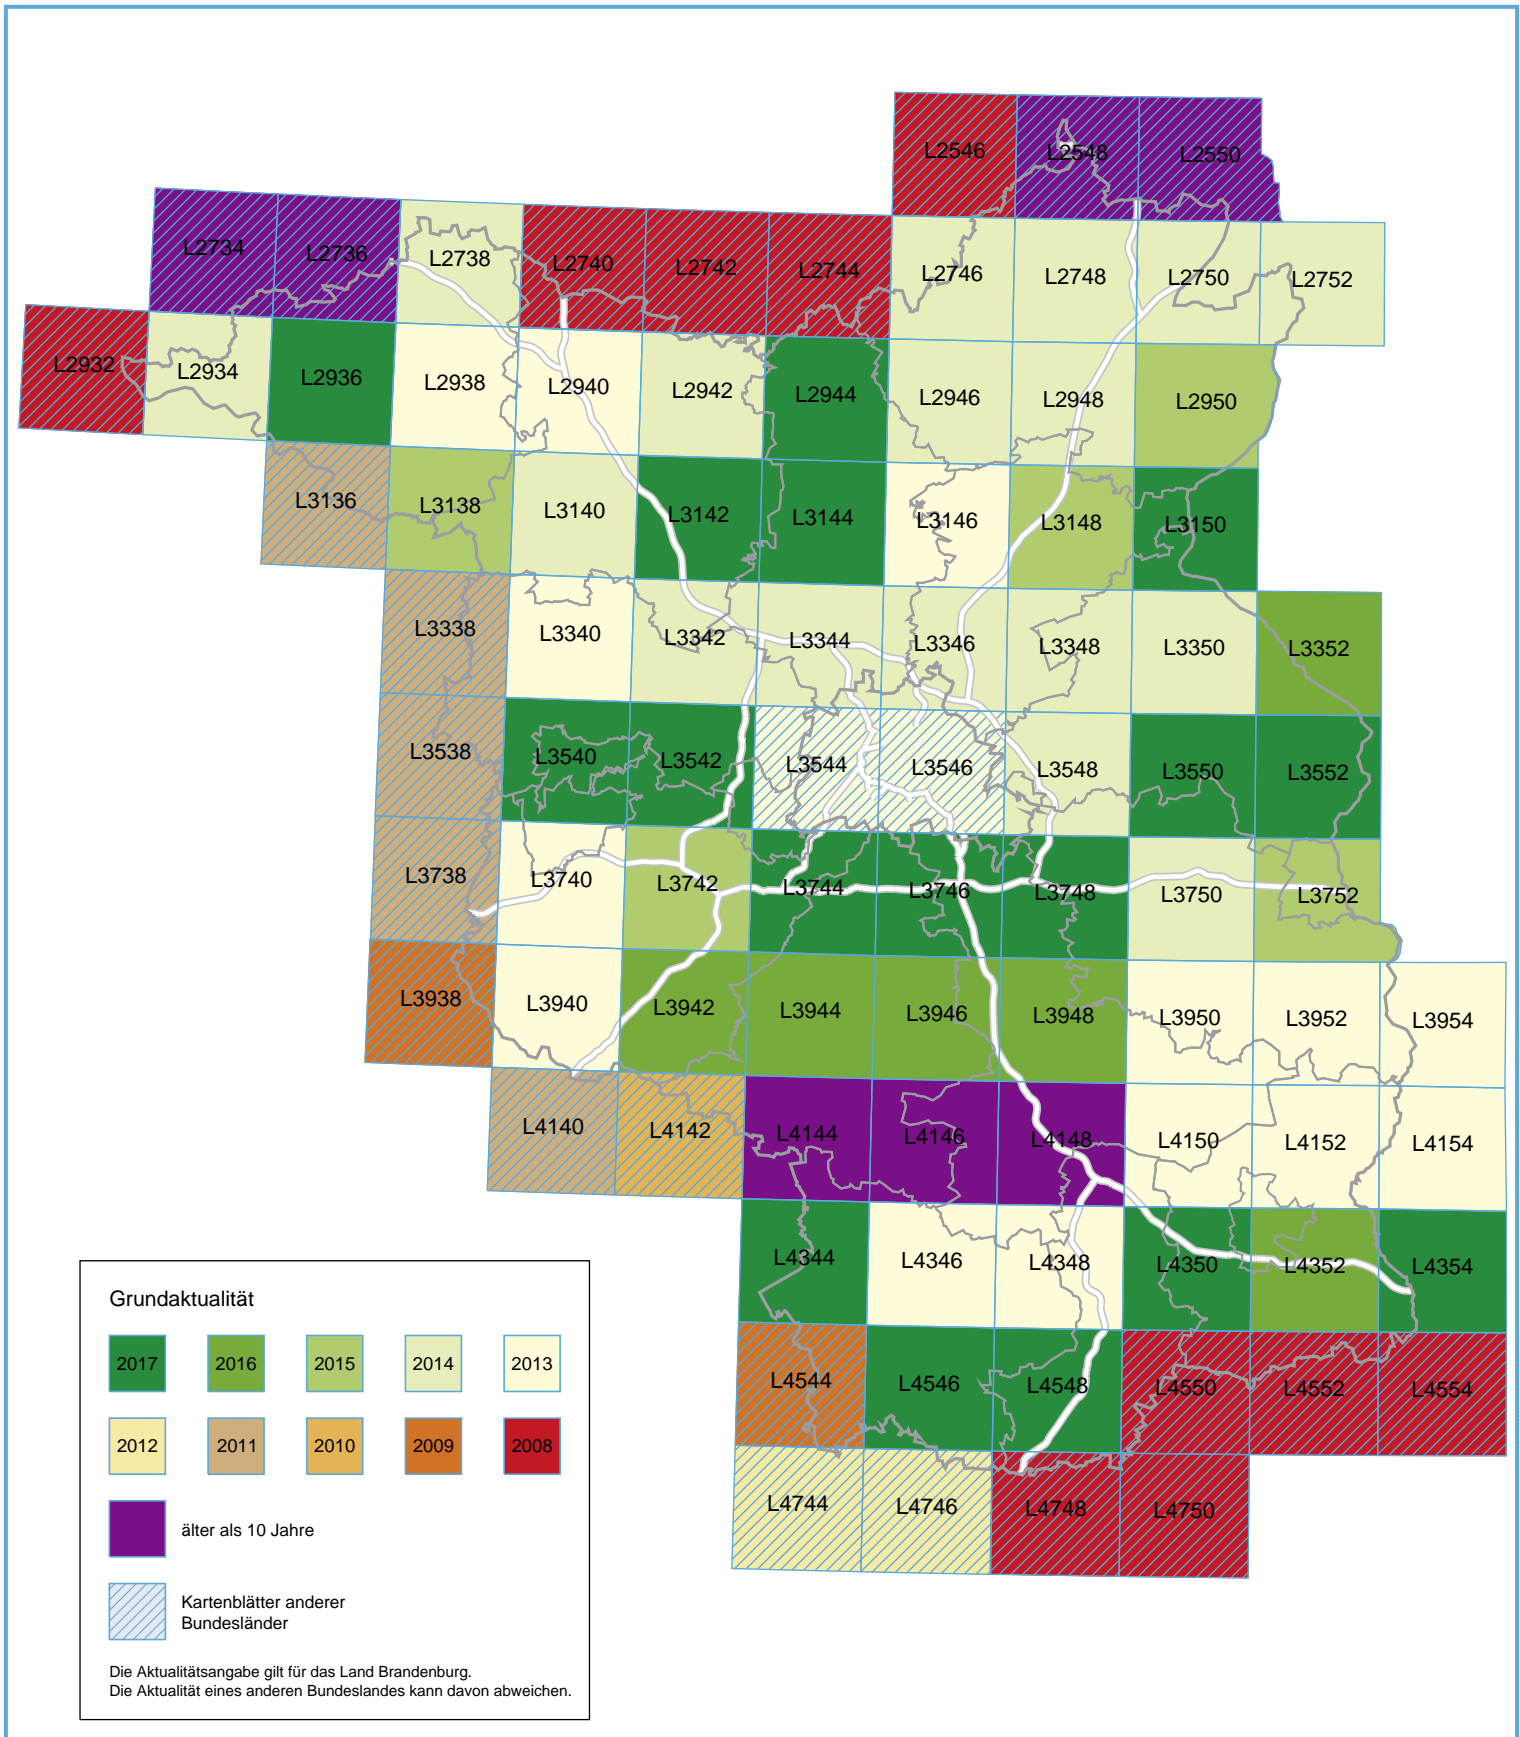 L2546 L2548 L2550
L2734 L2736 L2738 L2740 L2742 L2744 L2746 L2748 L2750 L2752
L2932 L2934 L2936 L2938 L2940 L2942 L2944 L2946 L2948 L2950
L3136 L3138 L3140 L3142 L3144 L3146 L3148 L3150
L3338 L3340 L3342 L3344 L3346 L3348 L3350 L3352
L3538 L3540 L3542 L3544 L3546 L3548 L3550 L3552
L3738 L3740 L3742 L3744 L3746 L3748 L3750 L3752
L3938 L3940 L3942 L3944 L3946 L3948 L3950 L3952 L3954
L4140 L4142 L4144 L4146 L4148 L4150 L4152 L4154
L4344 L4346 L4348 L4350 L4352 L4354
L4544 L4546 L4548 L4550 L4552 L4554
L4744 L4746 L4748 L4750
Grundaktualität
2017 2016 2015 2014 2013
2012 2011 2010 2009 2008
älter als 10 Jahre
Kartenblätter anderer
Bundesländer
Die Aktualitätsangabe gilt für das Land Brandenburg.
Die Aktualität eines anderen Bundeslandes kann davon abweichen.